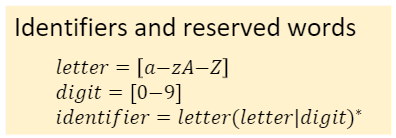 Identifiers and reserved words
letter = [a−zA−Z]
digit = [0−9]
identifier = letter(letter|digit)*